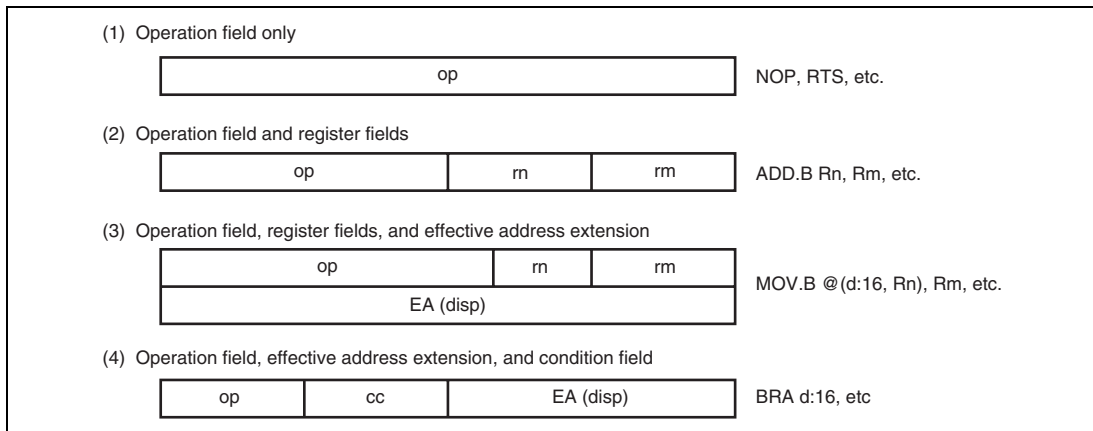 (1) Operation field only
op
NOP, RTS, etc.
(2) Operation field and register fields
op rn rm
ADD.B Rn, Rm, etc.
(3) Operation field, register fields, and effective address extension
op rn rm
EA (disp)
MOV.B @(d:16, Rn), Rm, etc.
(4) Operation field, effective address extension, and condition field
op cc EA (disp)
BRA d:16, etc